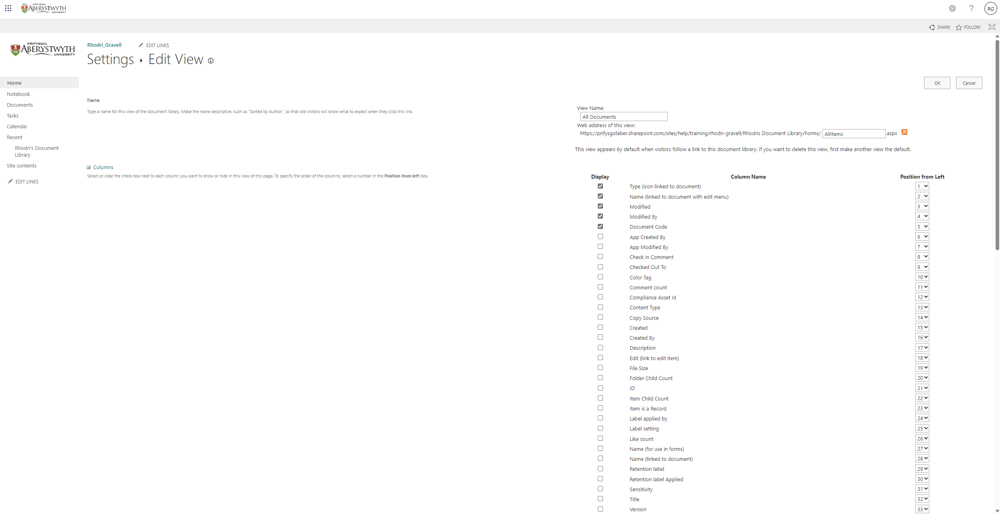 PRIFYSGOL
ABERYSTWYTH
UNIVERSITY
RG
SHARE
FOLLOW
PRIFYSGOL
ABERYSTWYTH
UNIVERSITY
Rhodri_Gravell
EDIT LINKS
Settings
Edit View
Home
Notebook
Documents
Tasks
Calendar
Recent
Rhodri's Document
Library
Site contents
EDIT LINKS
OK
Cancel
Name
Type a name for this view of the document library. Make the name descriptive, such as "Sorted by Author", so that site visitors will know what to expect when they click this link.
View Name:
All Documents
Web address of this view:
https://prifysgolaber.sharepoint.com/sites/help/training/rhodri-gravell/Rhodris Document Library/Forms/ AllItems .aspx
This view appears by default when visitors follow a link to this document library. If you want to delete this view, first make another view the default.
Columns
Select or clear the check box next to each column you want to show or hide in this view of this page. To specify the order of the columns, select a number in the Position from left box.
Display Column Name Position from Left
Type (icon linked to document) 1
Name (linked to document with edit menu) 2
Modified 3
Modified By 4
Document Code 5
App Created By 6
App Modified By 7
Check In Comment 8
Checked Out To 9
Color Tag 10
Comment count 11
Compliance Asset Id 12
Content Type 13
Copy Source 14
Created 15
Created By 16
Description 17
Edit (link to edit item) 18
File Size 19
Folder Child Count 20
ID 21
Item Child Count 22
Item is a Record 23
Label applied by 24
Label setting 25
Like count 26
Name (for use in forms) 27
Name (linked to document) 28
Retention label 29
Retention label Applied 30
Sensitivity 31
Title 32
Version 33